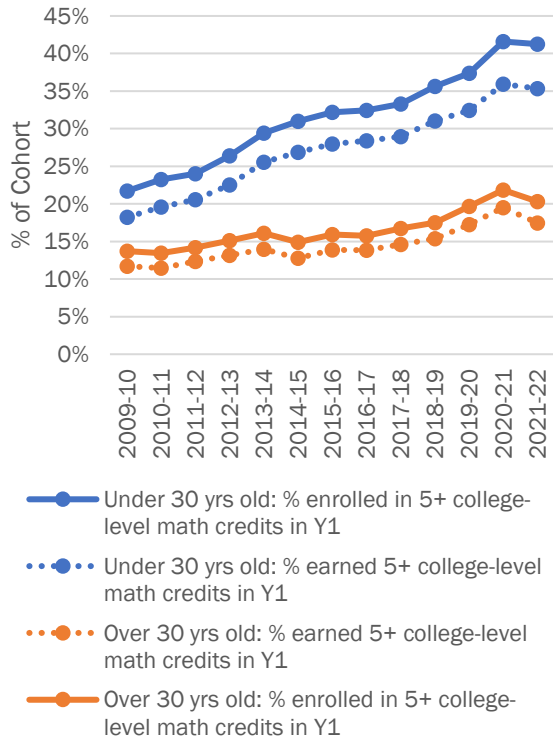 45%
40%
35%
30%
25%
20%
15%
10%
5%
0%
% of Cohort
2009-10
2010-11
2011-12
2012-13
2013-14
2014-15
2015-16
2016-17
2017-18
2018-19
2019-20
2020-21
2021-22
Under 30 yrs old: % enrolled in 5+ college-
level math credits in Y1
Under 30 yrs old: % earned 5+ college-level
math credits in Y1
Over 30 yrs old: % earned 5+ college-level
math credits in Y1
Over 30 yrs old: % enrolled in 5+ college-
level math credits in Y1